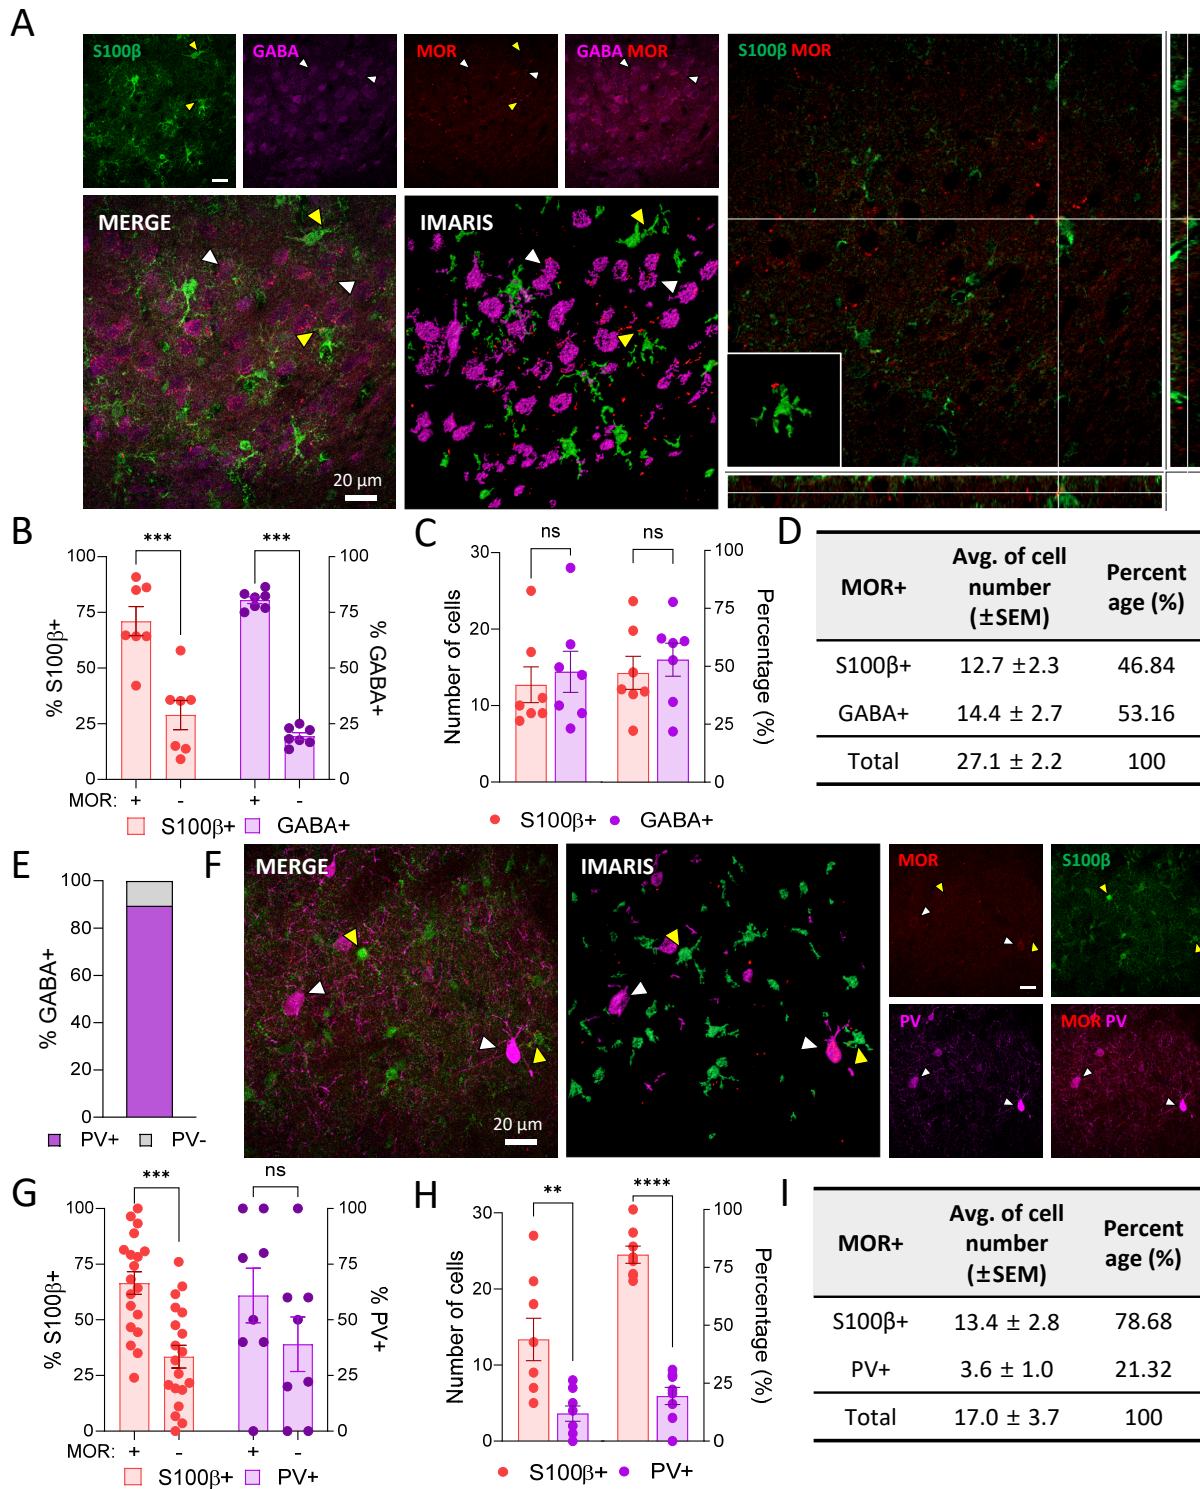 A
S100β
GABA
MOR
GABA MOR
S100β MOR
MERGE
20 µm
IMARIS
B
***
***
100
75
50
25
0
% S100β+
100
75
50
25
0
% GABA+
MOR: + - + -
S100β+ GABA+
C
ns
ns
30
20
10
0
Number of cells
100
75
50
25
0
Percentage (%)
S100β+ GABA+
D
MOR+
Avg. of cell
number
(±SEM)
Percent
age (%)
S100β+ 12.7 ±2.3 46.84
GABA+ 14.4 ± 2.7 53.16
Total 27.1 ± 2.2 100
E
100
80
60
40
20
0
% GABA+
PV+ PV-
F
MERGE
20 µm
IMARIS
MOR
S100β
PV
MOR PV
G
***
ns
100
75
50
25
0
% S100β+
100
75
50
25
0
% PV+
MOR: + - + -
S100β+ PV+
H
**
****
30
20
10
0
Number of cells
100
75
50
25
0
Percentage (%)
S100β+ PV+
I
MOR+
Avg. of cell
number
(±SEM)
Percent
age (%)
S100β+ 13.4 ± 2.8 78.68
PV+ 3.6 ± 1.0 21.32
Total 17.0 ± 3.7 100